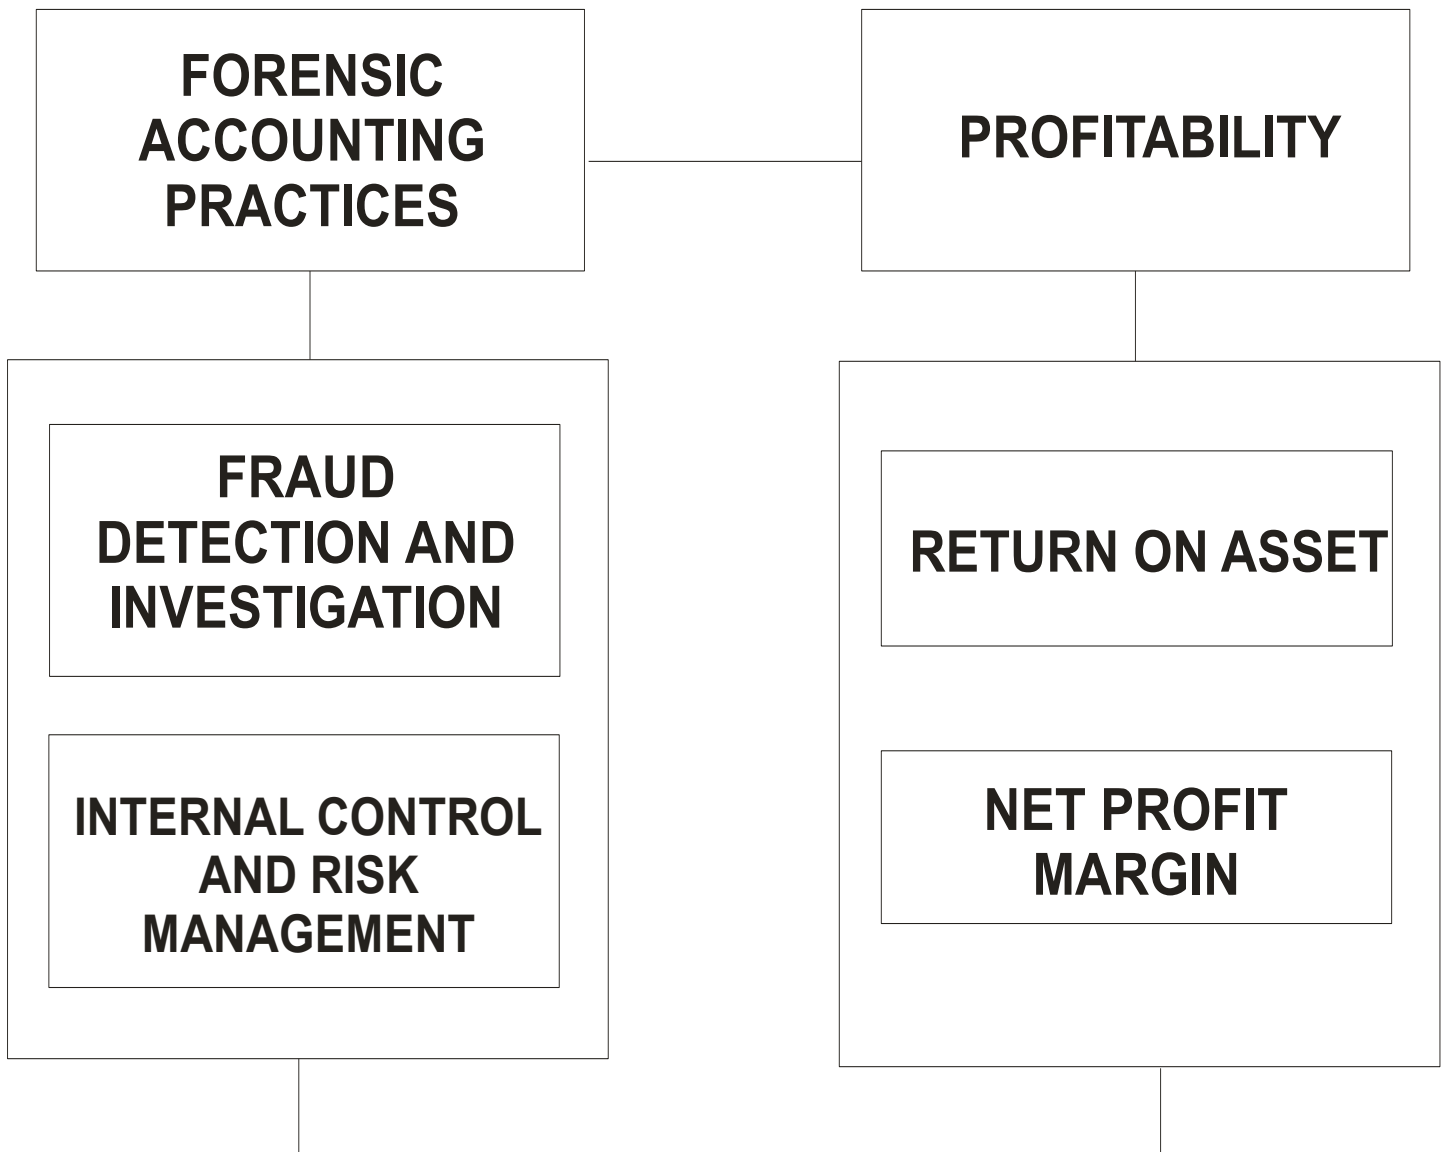 FORENSIC
ACCOUNTING
PRACTICES
PROFITABILITY
FRAUD
DETECTION AND
INVESTIGATION
INTERNAL CONTROL
AND RISK
MANAGEMENT
RETURN ON ASSET
NET PROFIT
MARGIN